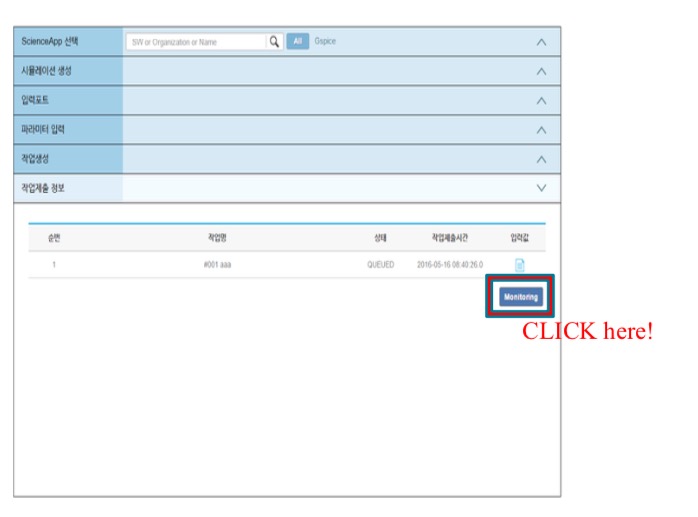 ScienceApp 선택 SW or Organization or Name All Gspice
시뮬레이션 생성
입력포트
파라미터 입력
작업생성
작업제출 정보
순번 작업명 상태 작업제출시간 입력값
1 #001 aaa QUEUED 2016-05-16 08:40:26.0
Monitoring
CLICK here!